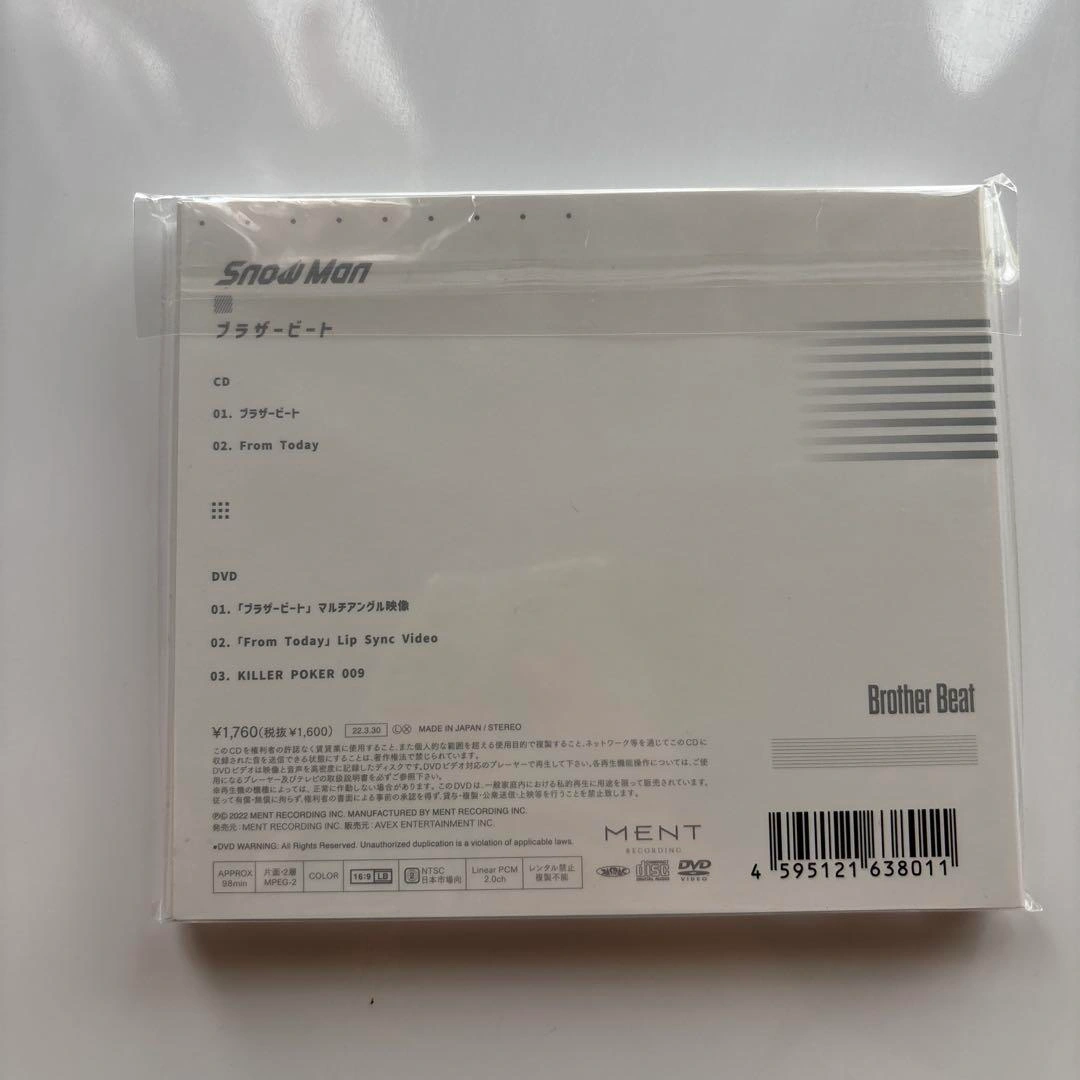 Snow Man
ブラザービート
CD
01. ブラザービート
02. From Today
DVD
01.「ブラザービート」マルチアングル映像
02.「From Today」Lip Sync Video
03. KILLER POKER 009
Brother Beat
¥1,760(税抜¥1,600) 22.3.30 Ⓛ MADE IN JAPAN / STEREO
このCDを権利者の許諾なく賃貸業に使用すること、また個人的な範囲を超える使用目的で複製すること、ネットワーク等を通じてこのCDに
収録された音を送信できる状態にすることは、著作権法で禁じられています。
DVDビデオは映像と音声を高密度に記録したディスクです。DVDビデオ対応のプレーヤーで再生して下さい。各再生機能操作については、ご使
用になるプレーヤー及びテレビの取扱説明書を必ずご参照下さい。
※再生機の機種によっては、正常に作動しない場合があります。このDVDは、一般家庭内における私的再生に用途を限って販売されています。
従って有償・無償に拘らず、権利者の書面による事前の承認を得ず、貸与・複製・公衆送信・上映等を行うことを禁止致します。
℗© 2022 MENT RECORDING INC. MANUFACTURED BY MENT RECORDING INC.
発売元：MENT RECORDING INC. 販売元：AVEX ENTERTAINMENT INC.
●DVD WARNING: All Rights Reserved. Unauthorized duplication is a violation of applicable laws.
MENT
RECORDING
APPROX 98min
片面・2層 MPEG-2
COLOR
16:9 LB
2 NTSC 日本市場向
Linear PCM 2.0ch
レンタル禁止 複製不能
JASRAC
COMPACT disc DIGITAL AUDIO
DVD VIDEO
4 595121 638011